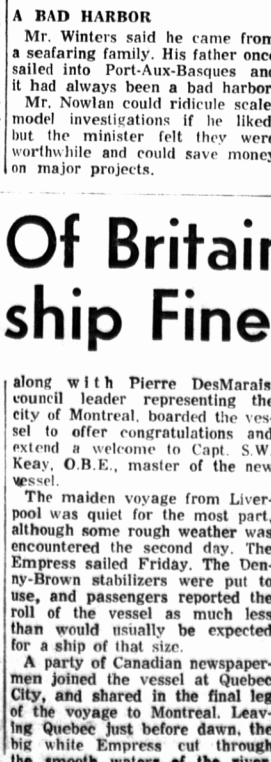 A BAD HARBOR
Mr. Winters said he came from
a seafaring family. His father once
sailed into Port-Aux-Basques and
it had always been a bad harbor
Mr. Nowlan could ridicule scale
model investigations if he liked
but the minister felt they were
worthwhile and could save money
on major projects.
Of Britain
ship Fine
along with Pierre DesMarais
council leader representing the
city of Montreal, boarded the ves-
sel to offer congratulations and
extend a welcome to Capt. S.W.
Keay, O.B.E., master of the new
vessel.
The maiden voyage from Liver-
pool was quiet for the most part,
although some rough weather was
encountered the second day. The
Empress sailed Friday. The Den-
ny-Brown stabilizers were put to
use, and passengers reported the
roll of the vessel as much less
than would usually be expected
for a ship of that size.
A party of Canadian newspaper-
men joined the vessel at Quebec
City, and shared in the final leg
of the voyage to Montreal. Leav-
ing Quebec just before dawn, the
big white Empress cut through
the smooth waters of the river